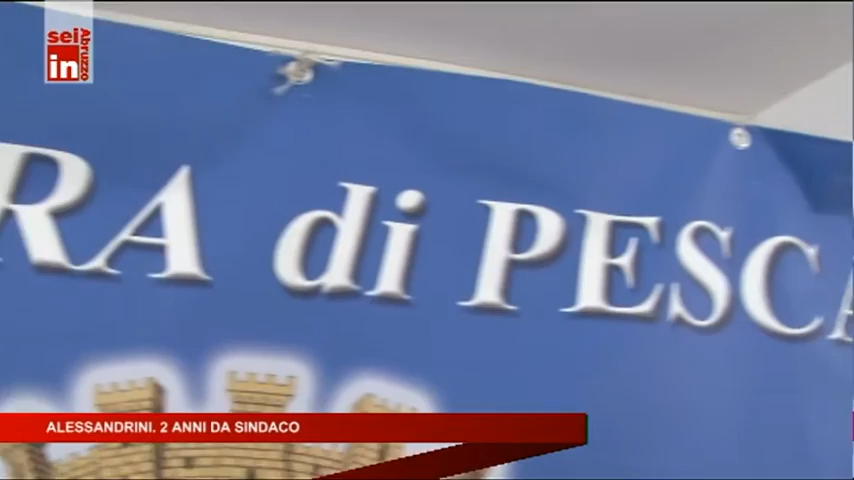 sei
in
Abruzzo
RA di PESCA
ALESSANDRINI. 2 ANNI DA SINDACO